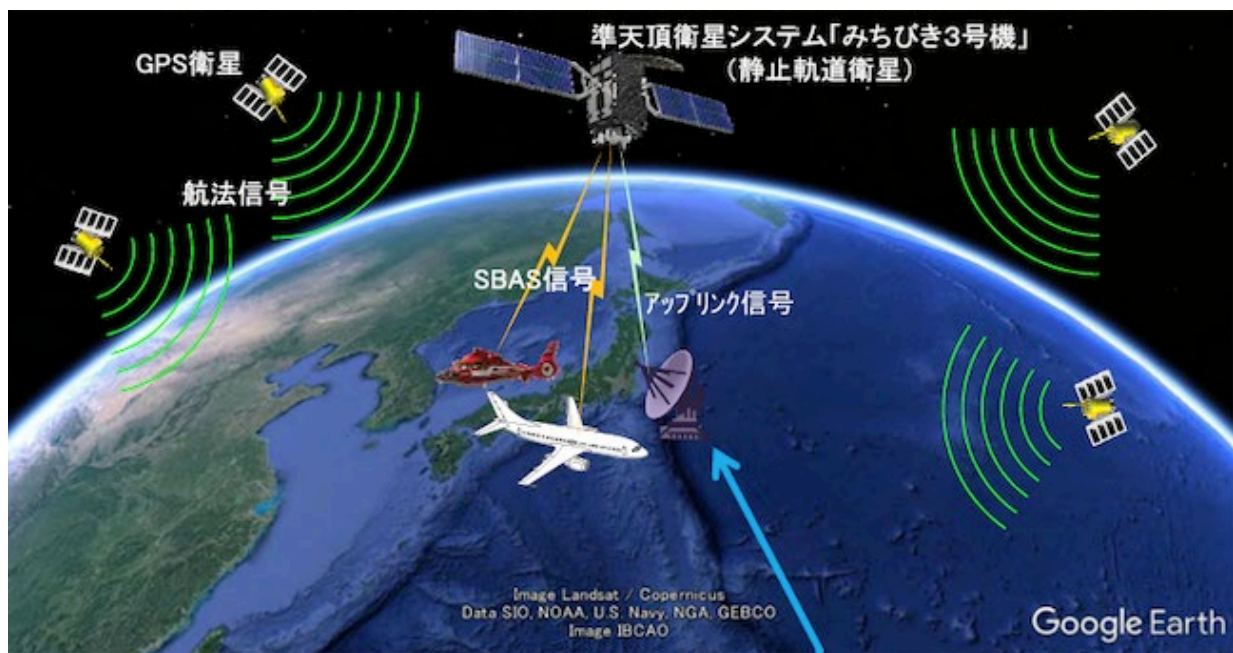 準天頂衛星システム「みちびき3号機」
（静止軌道衛星）
GPS衛星
航法信号
SBAS信号
アップリンク信号
Image Landsat / Copernicus
Data SIO, NOAA, U.S. Navy, NGA, GEBCO
Image IBCAO
Google Earth